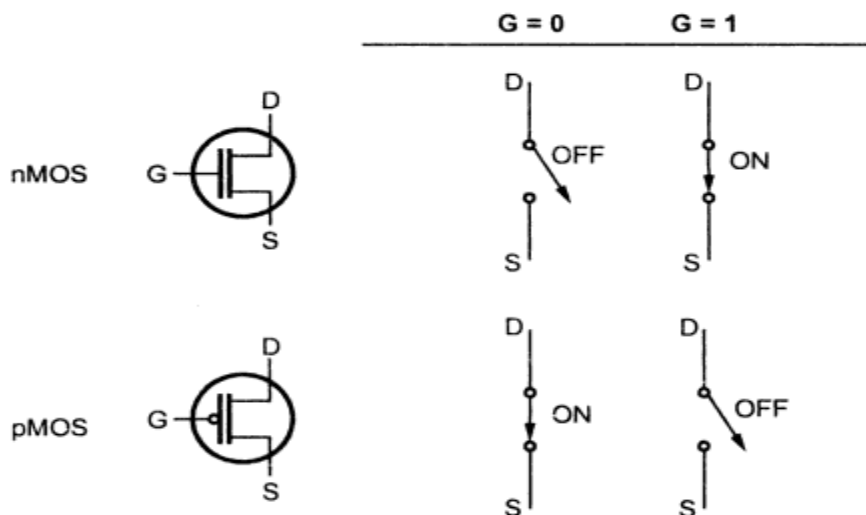 G = 0 G = 1
D D D
OFF ON
nMOS G
S S S
D D D
ON OFF
pMOS G
S S S